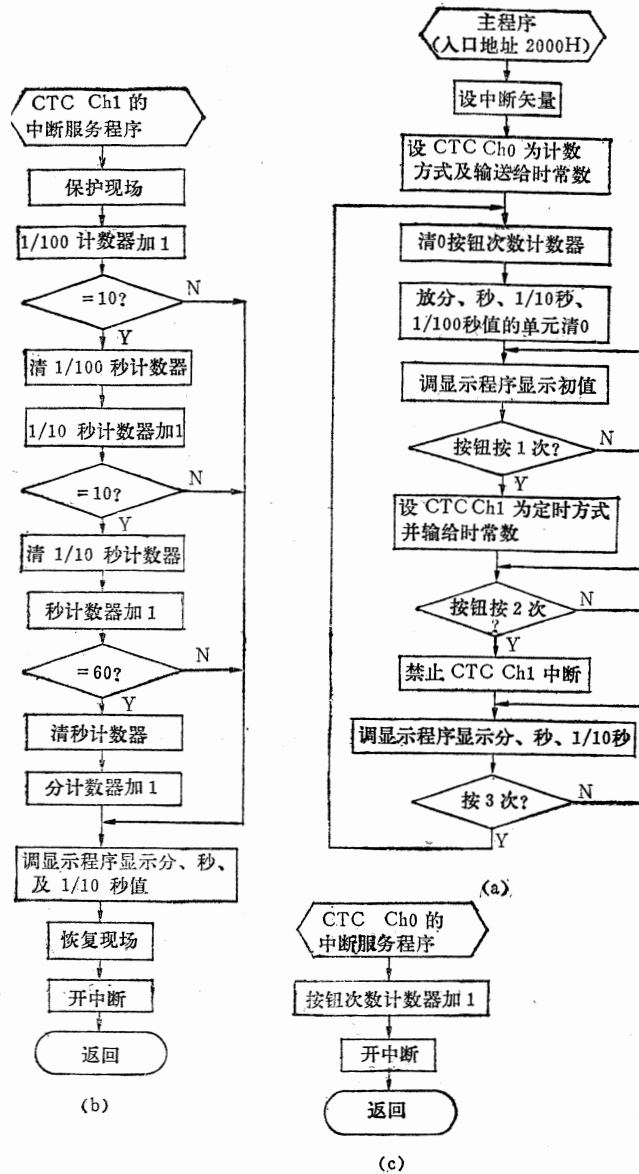 主程序
(入口地址 2000H)
设中断矢量
设 CTC Ch0 为计数
方式及输送给时常数
清0按钮次数计数器
放分、秒、1/10秒、
1/100秒值的单元清0
调显示程序显示初值
按钮按1次?
N
Y
设 CTC Ch1 为定时方式
并输给时常数
按钮按2次
?
N
Y
禁止 CTC Ch1 中断
调显示程序显示分、秒、1/10秒
按3次?
N
Y
(a)
CTC Ch1 的
中断服务程序
保护现场
1/100 计数器加1
=10?
N
Y
清 1/100 秒计数器
1/10 秒计数器加1
=10?
N
Y
清 1/10 秒计数器
秒计数器加1
=60?
N
Y
清秒计数器
分计数器加1
调显示程序显示分、秒、
及 1/10 秒值
恢复现场
开中断
返回
(b)
CTC Ch0 的
中断服务程序
按钮次数计数器加1
开中断
返回
(c)